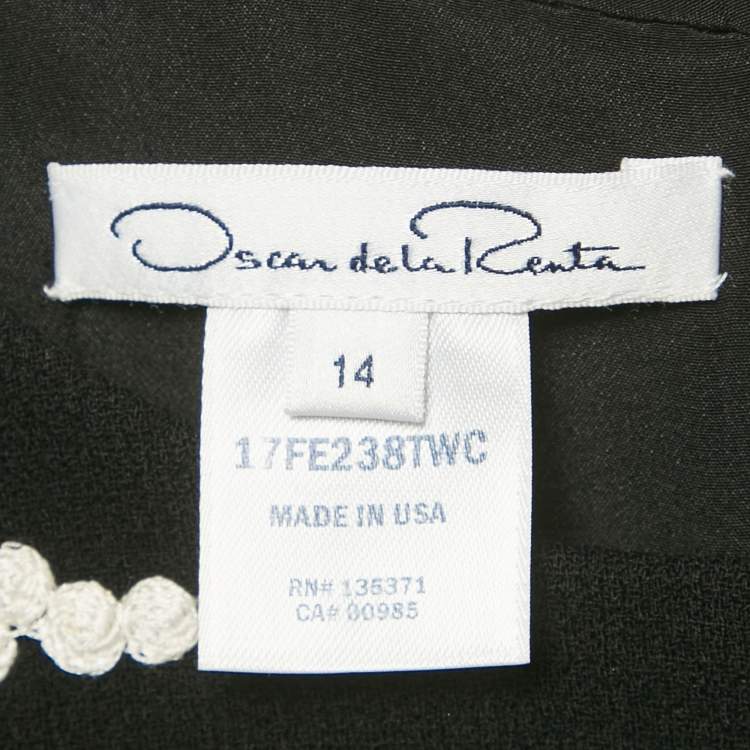 Oscar de la Renta
14
17FE238TWC
MADE IN USA
RN# 135371
CA# 00985